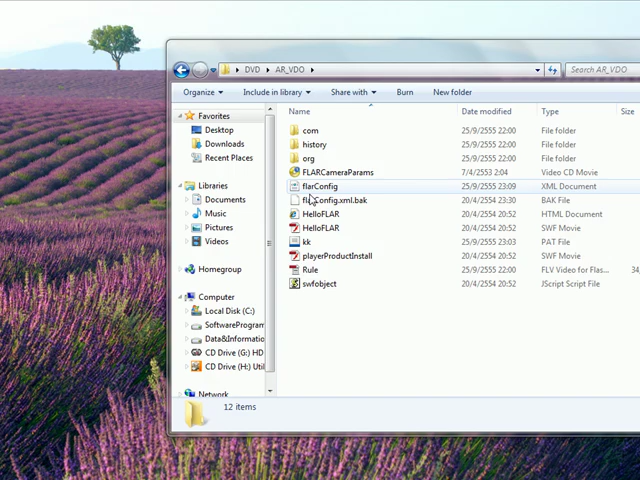 DVD AR_VDO Search AR_VDO
Organize Include in library Share with Burn New folder
Name Date modified Type Size
Favorites
Desktop
Downloads
Recent Places
Libraries
Documents
Music
Pictures
Videos
Homegroup
Computer
Local Disk (C:)
SoftwareProgram
Data&Informatio
CD Drive (G:) HD
CD Drive (H:) Util
Network
com 25/9/2555 22:00 File folder
history 25/9/2555 22:00 File folder
org 25/9/2555 22:00 File folder
FLARCameraParams 7/4/2553 2:04 Video CD Movie
flarConfig 25/9/2555 23:09 XML Document
flarConfig.xml.bak 20/4/2554 23:30 BAK File
HelloFLAR 20/4/2554 20:52 HTML Document
HelloFLAR 20/4/2554 20:52 SWF Movie
kk 25/9/2555 23:03 PAT File
playerProductInstall 20/4/2554 20:52 SWF Movie
Rule 25/9/2555 22:00 FLV Video for Flas... 34,
swfobject 20/4/2554 20:52 JScript Script File
12 items